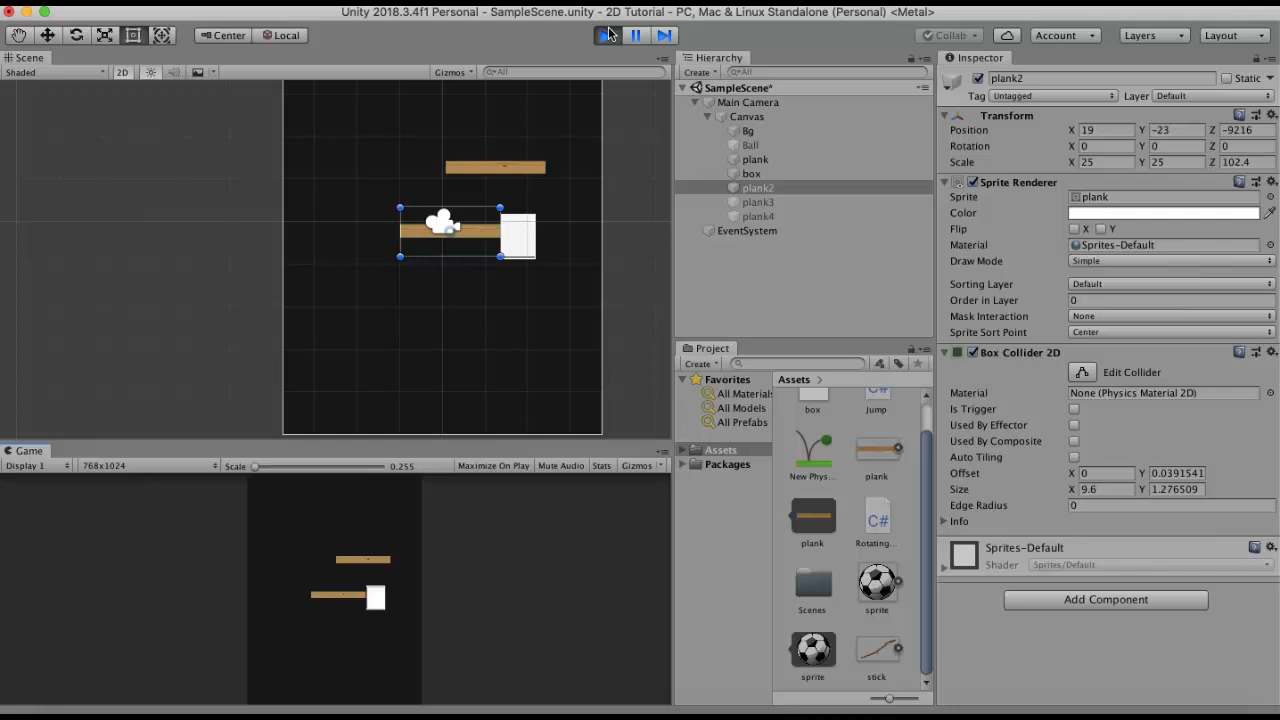 Unity 2018.3.4f1 Personal - SampleScene.unity - 2D Tutorial - PC, Mac & Linux Standalone (Personal) <Metal>
Center Local Collab Account Layers Layout
Scene
Shaded 2D Gizmos All
Hierarchy
Create All
SampleScene*
Main Camera
Canvas
Bg
Ball
plank
box
plank2
plank3
plank4
EventSystem
Inspector
plank2 Static
Tag Untagged Layer Default
Transform
Position X 19 Y -23 Z -9216
Rotation X 0 Y 0 Z 0
Scale X 25 Y 25 Z 102.4
Sprite Renderer
Sprite plank
Color
Flip X Y
Material Sprites-Default
Draw Mode Simple
Sorting Layer Default
Order in Layer 0
Mask Interaction None
Sprite Sort Point Center
Box Collider 2D
Edit Collider
Material None (Physics Material 2D)
Is Trigger
Used By Effector
Used By Composite
Auto Tiling
Offset X 0 Y 0.0391541
Size X 9.6 Y 1.276509
Edge Radius 0
Info
Sprites-Default
Shader Sprites/Default
Add Component
Project
Create
Favorites
All Materials
All Models
All Prefabs
Assets
Packages
Assets
box Jump
C#
New Phys... plank
C#
plank Rotating...
Scenes sprite
sprite stick
Game
Display 1 768x1024 Scale 0.255 Maximize On Play Mute Audio Stats Gizmos